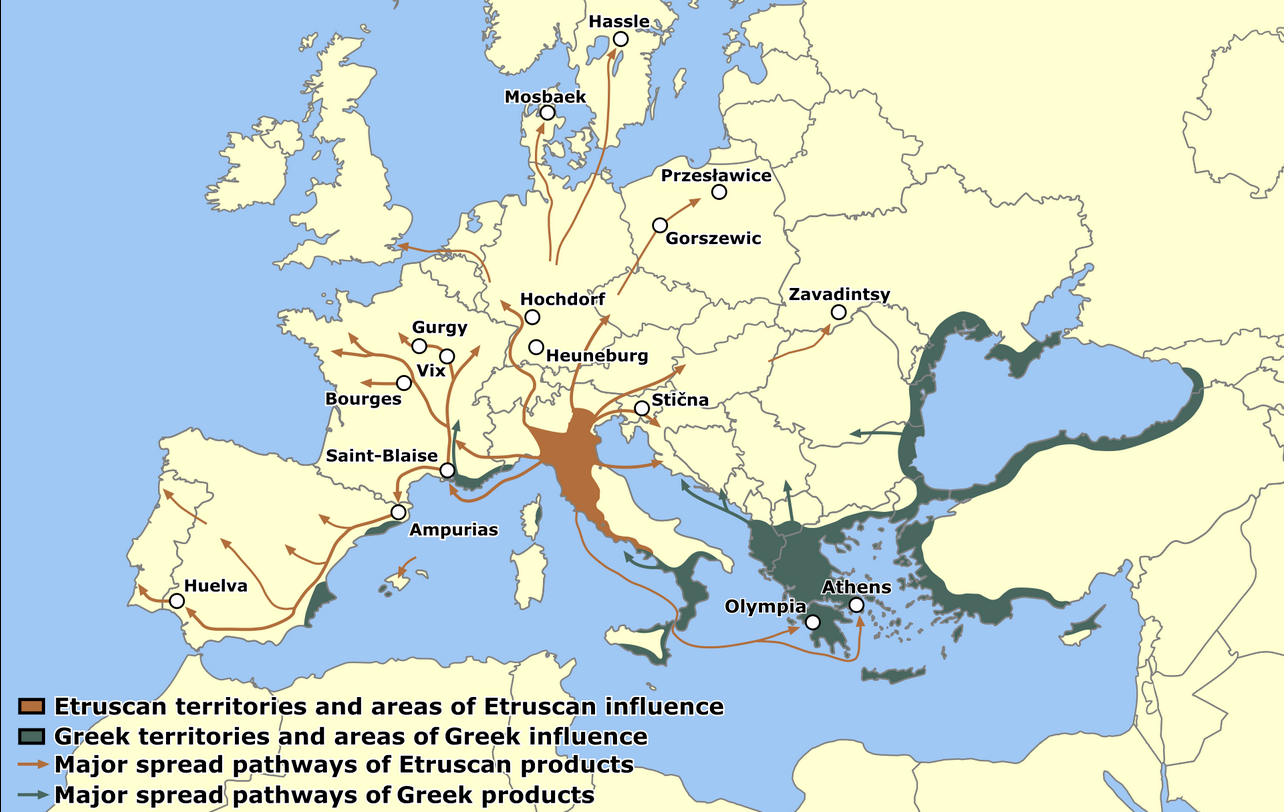 Hassle
Mosbaek
Przesławice
Gorszewic
Zavadintsy
Hochdorf
Gurgy
Heuneburg
Vix
Bourges
Stična
Saint-Blaise
Ampurias
Huelva
Athens
Olympia
Etruscan territories and areas of Etruscan influence
Greek territories and areas of Greek influence
Major spread pathways of Etruscan products
Major spread pathways of Greek products